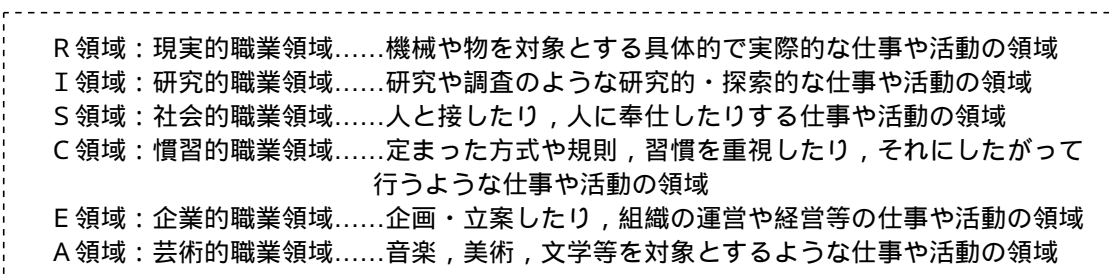 R領域：現実的職業領域……機械や物を対象とする具体的で実際的な仕事や活動の領域
I領域：研究的職業領域……研究や調査のような研究的・探索的な仕事や活動の領域
S領域：社会的職業領域……人と接したり，人に奉仕したりする仕事や活動の領域
C領域：慣習的職業領域……定まった方式や規則，習慣を重視したり，それにしたがって
行うような仕事や活動の領域
E領域：企業的職業領域……企画・立案したり，組織の運営や経営等の仕事や活動の領域
A領域：芸術的職業領域……音楽，美術，文学等を対象とするような仕事や活動の領域